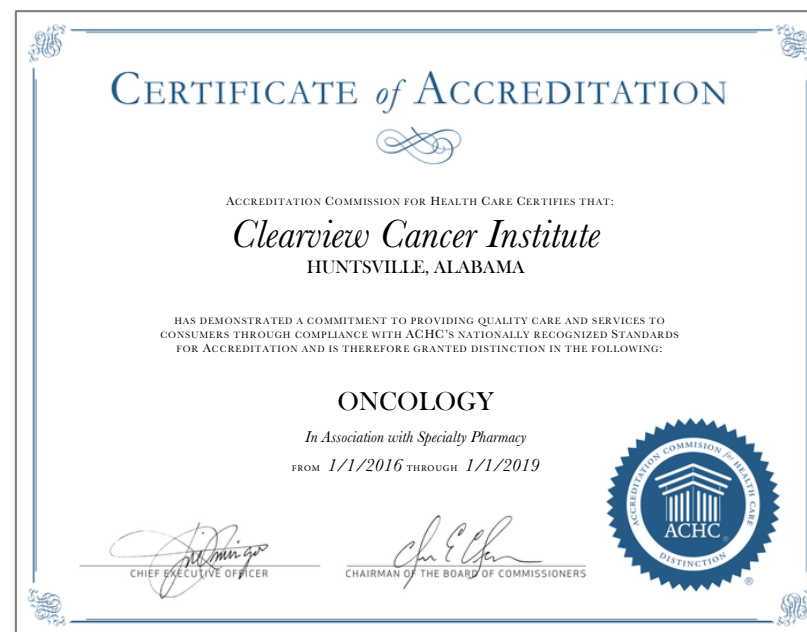 CERTIFICATE of ACCREDITATION
ACCREDITATION COMMISSION FOR HEALTH CARE CERTIFIES THAT:
Clearview Cancer Institute
HUNTSVILLE, ALABAMA
HAS DEMONSTRATED A COMMITMENT TO PROVIDING QUALITY CARE AND SERVICES TO
CONSUMERS THROUGH COMPLIANCE WITH ACHC'S NATIONALLY RECOGNIZED STANDARDS
FOR ACCREDITATION AND IS THEREFORE GRANTED DISTINCTION IN THE FOLLOWING:
ONCOLOGY
In Association with Specialty Pharmacy
FROM 1/1/2016 THROUGH 1/1/2019
ACCREDITATION COMMISION for HEALTH CARE
ACHC
DISTINCTION
®
CHIEF EXECUTIVE OFFICER
CHAIRMAN OF THE BOARD OF COMMISSIONERS